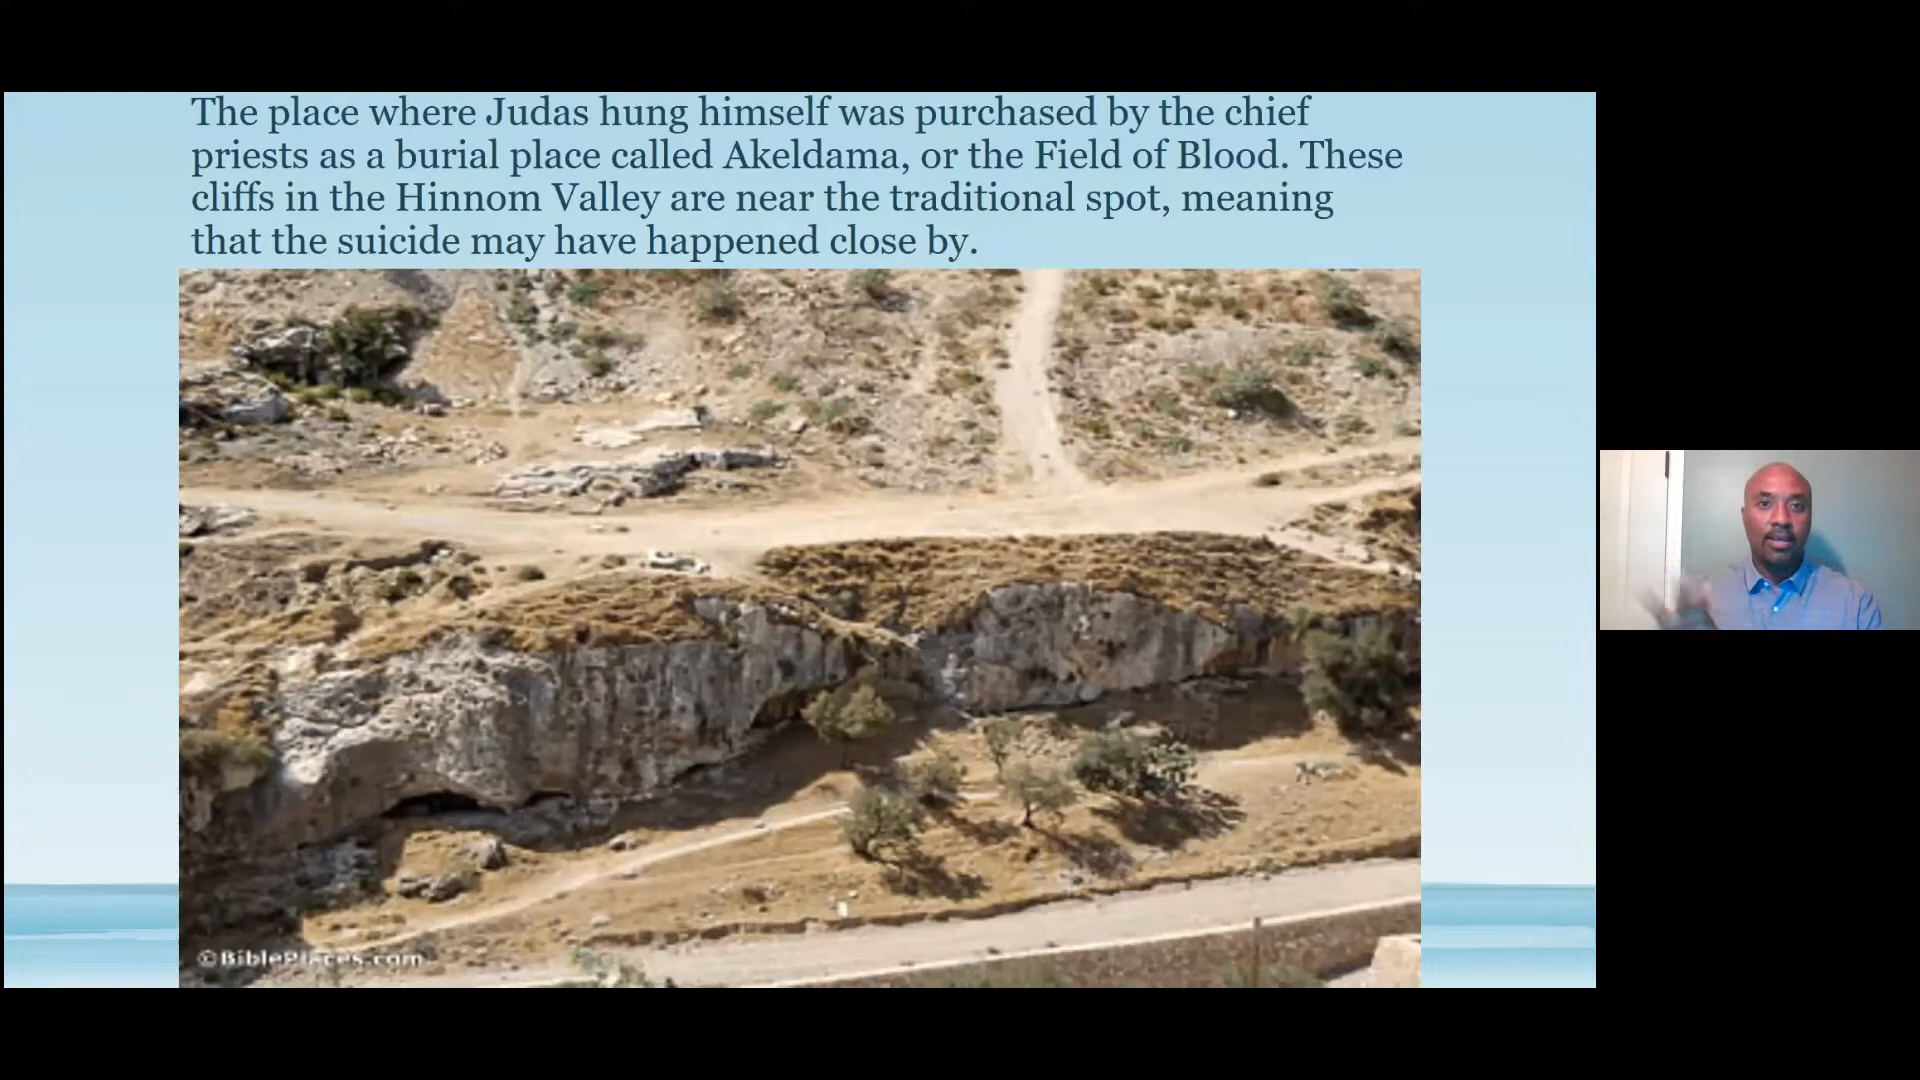 The place where Judas hung himself was purchased by the chief
priests as a burial place called Akeldama, or the Field of Blood. These
cliffs in the Hinnom Valley are near the traditional spot, meaning
that the suicide may have happened close by.
©BiblePlaces.com